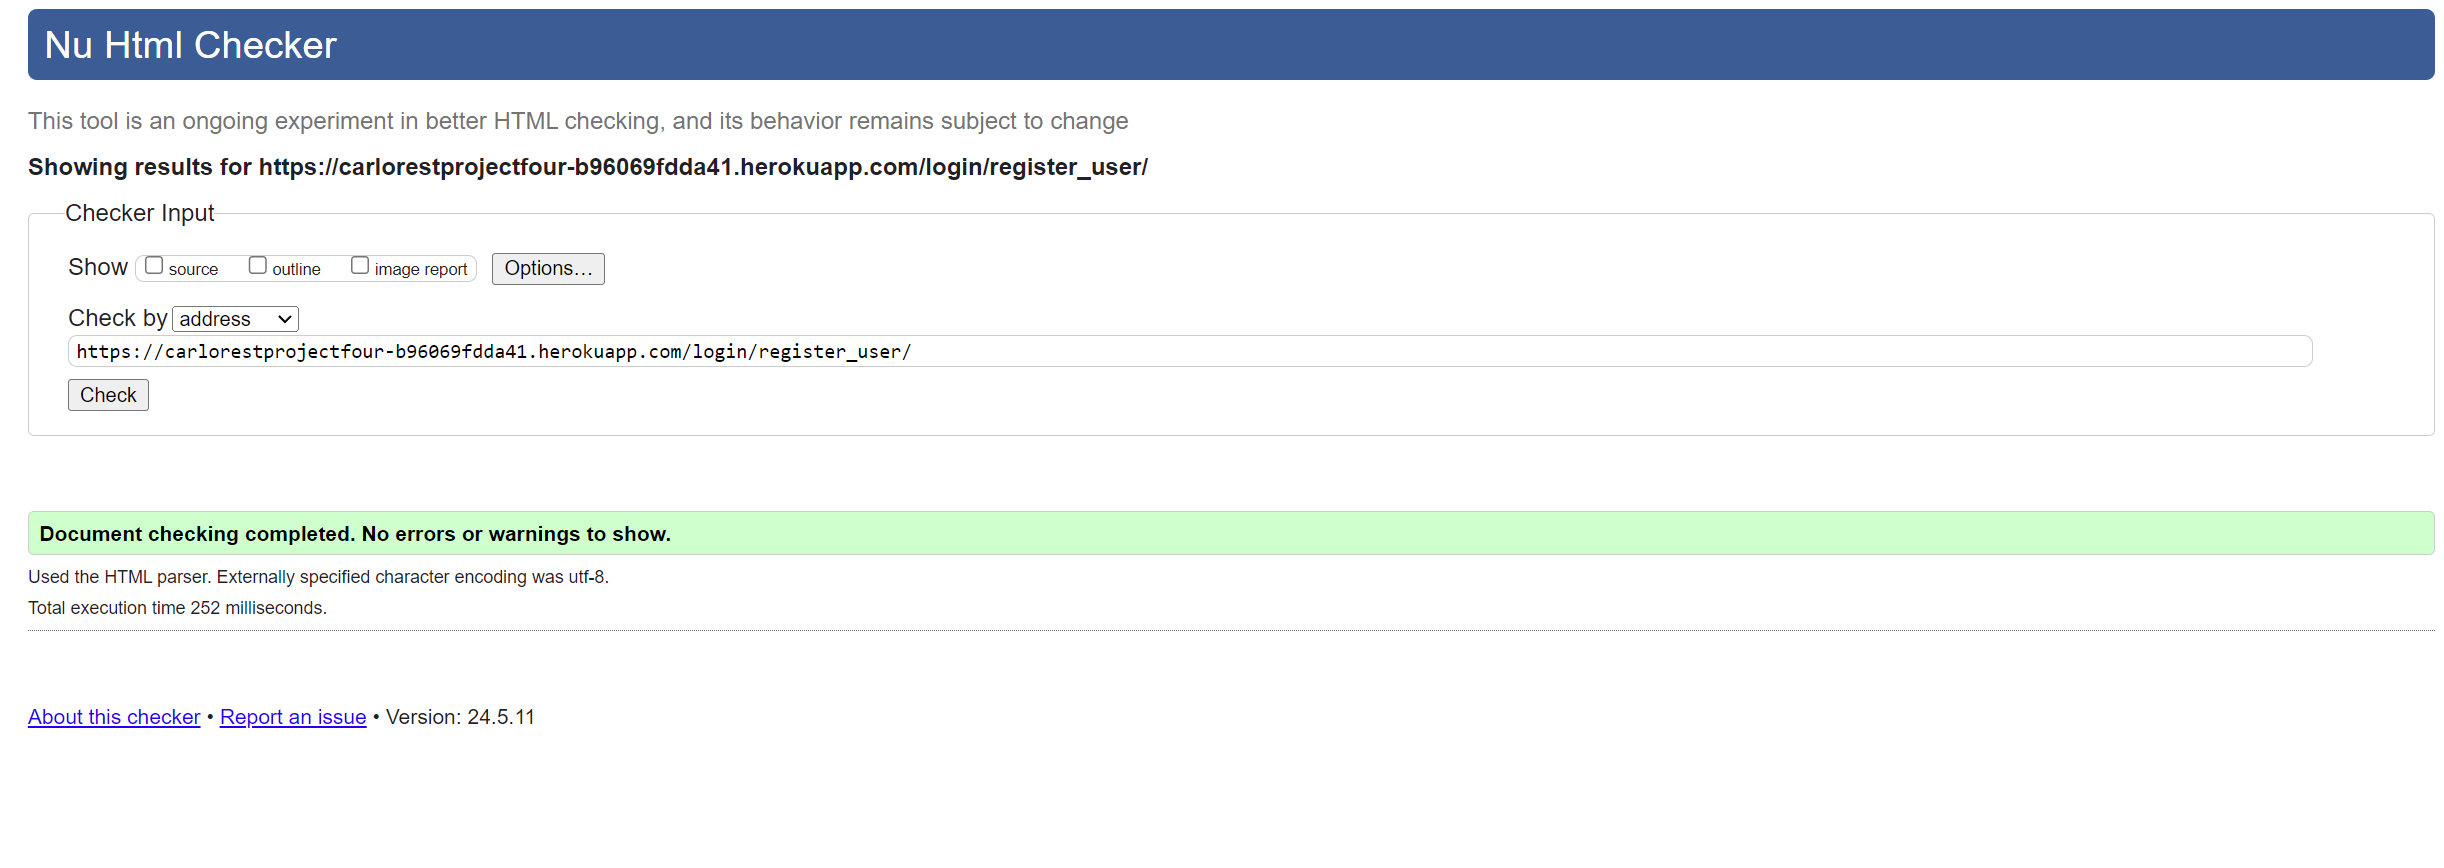 Nu Html Checker
This tool is an ongoing experiment in better HTML checking, and its behavior remains subject to change
Showing results for https://carlorestprojectfour-b96069fdda41.herokuapp.com/login/register_user/
Checker Input
Show source outline image report Options...
Check by address
https://carlorestprojectfour-b96069fdda41.herokuapp.com/login/register_user/
Check
Document checking completed. No errors or warnings to show.
Used the HTML parser. Externally specified character encoding was utf-8.
Total execution time 252 milliseconds.
About this checker • Report an issue • Version: 24.5.11